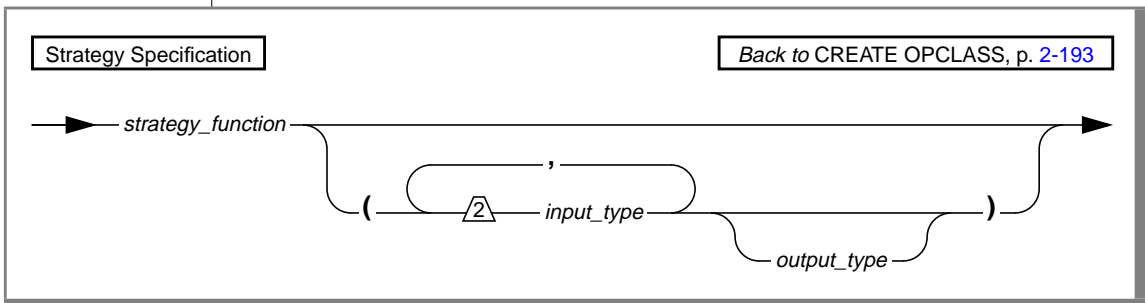 Strategy Specification
Back to CREATE OPCLASS, p. 2-193
strategy_function
,
( 2 input_type )
output_type